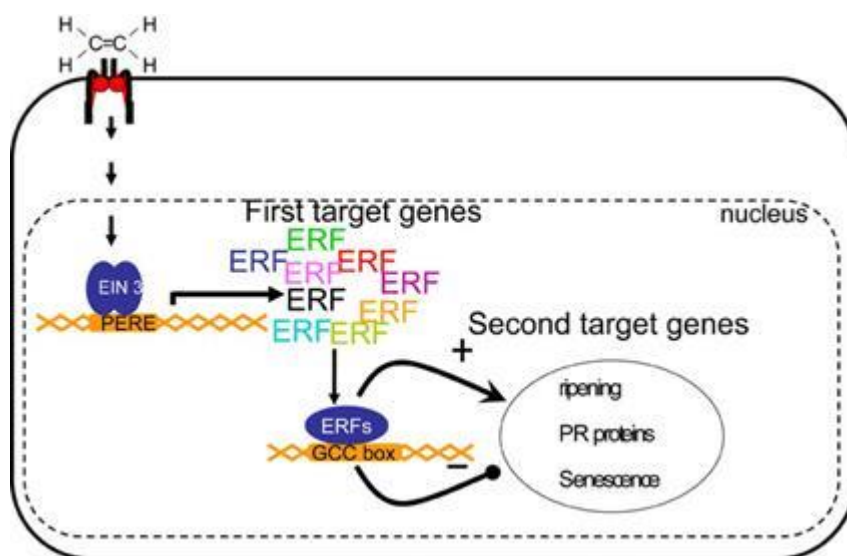 H H
C=C
H H
First target genes
nucleus
ERF
ERF ERF
ERF ERF
ERF
ERF
ERF ERF
EIN 3
PERE
Second target genes
+
ripening
ERFs
PR proteins
GCC box
–
Senescence